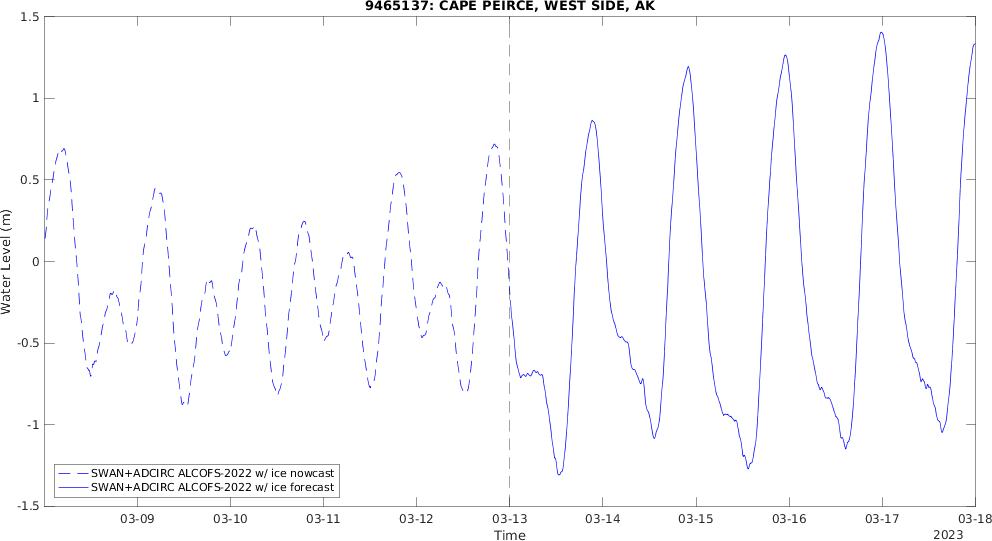 9465137: CAPE PEIRCE, WEST SIDE, AK
1.5
1
0.5
0
-0.5
-1
-1.5
Water Level (m)
SWAN+ADCIRC ALCOFS-2022 w/ ice nowcast
SWAN+ADCIRC ALCOFS-2022 w/ ice forecast
03-09 03-10 03-11 03-12 03-13 03-14 03-15 03-16 03-17 03-18
Time
2023